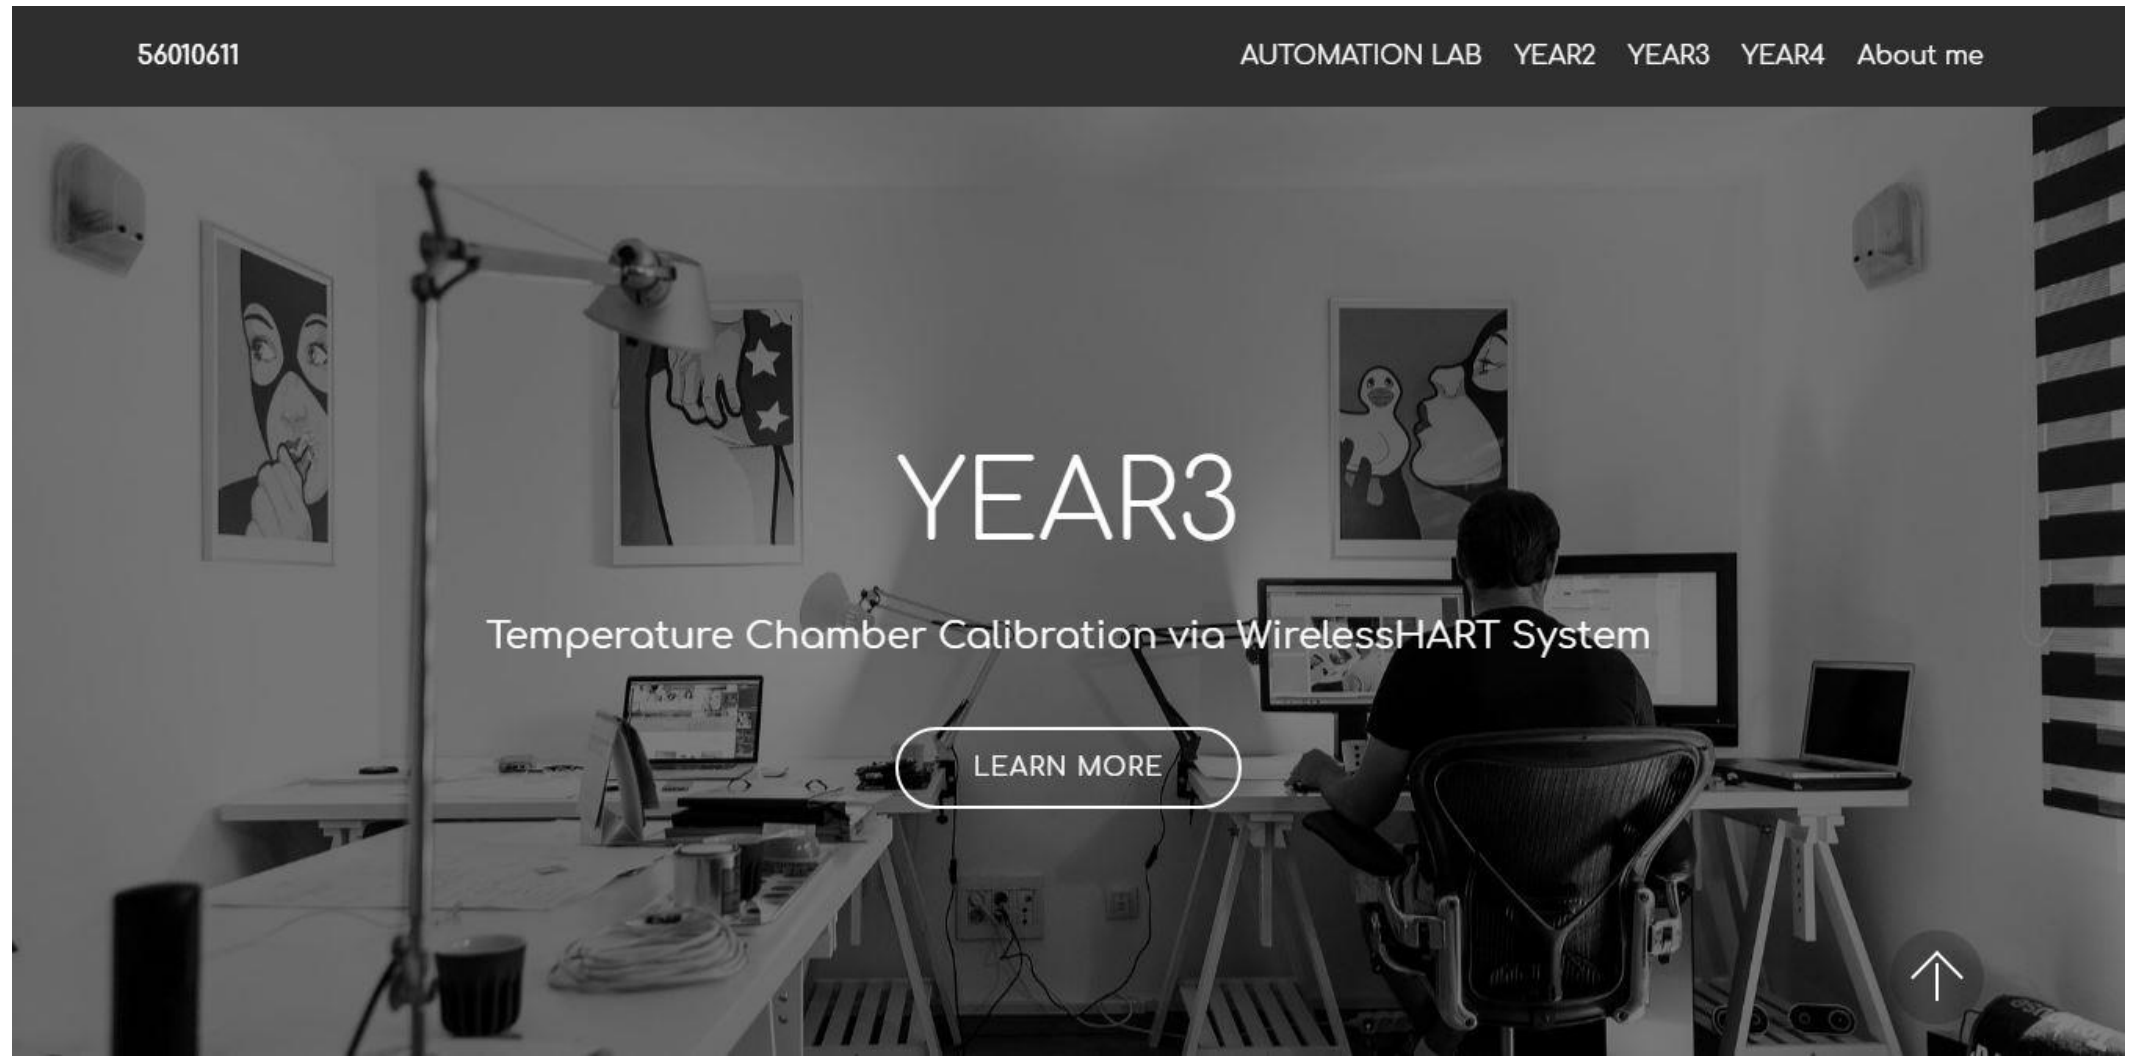 56010611
AUTOMATION LAB YEAR2 YEAR3 YEAR4 About me
YEAR3
Temperature Chamber Calibration via WirelessHART System
LEARN MORE